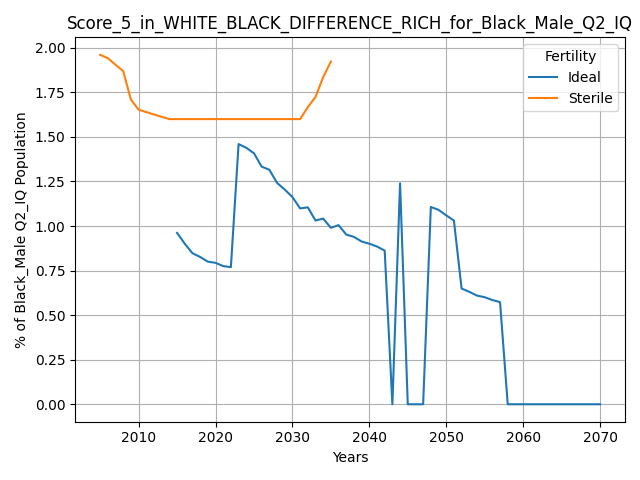 Score_5_in_WHITE_BLACK_DIFFERENCE_RICH_for_Black_Male_Q2_IQ
Fertility
Ideal
Sterile
% of Black_Male Q2_IQ Population
2.00
1.75
1.50
1.25
1.00
0.75
0.50
0.25
0.00
2010 2020 2030 2040 2050 2060 2070
Years